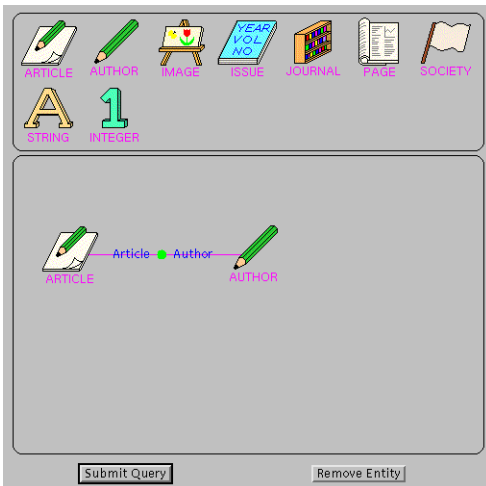 YEAR
VOL
NO
ARTICLE AUTHOR IMAGE ISSUE JOURNAL PAGE SOCIETY
A 1
STRING INTEGER
Article Author
ARTICLE AUTHOR
Submit Query Remove Entity